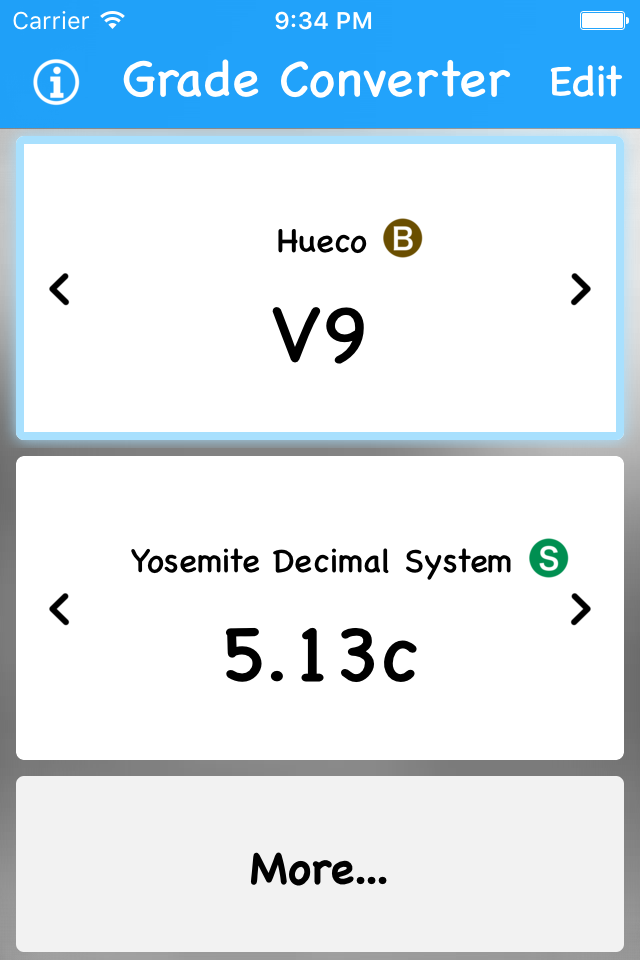 Carrier 9:34 PM
Grade Converter Edit
Hueco B
V9
Yosemite Decimal System S
5.13c
More...